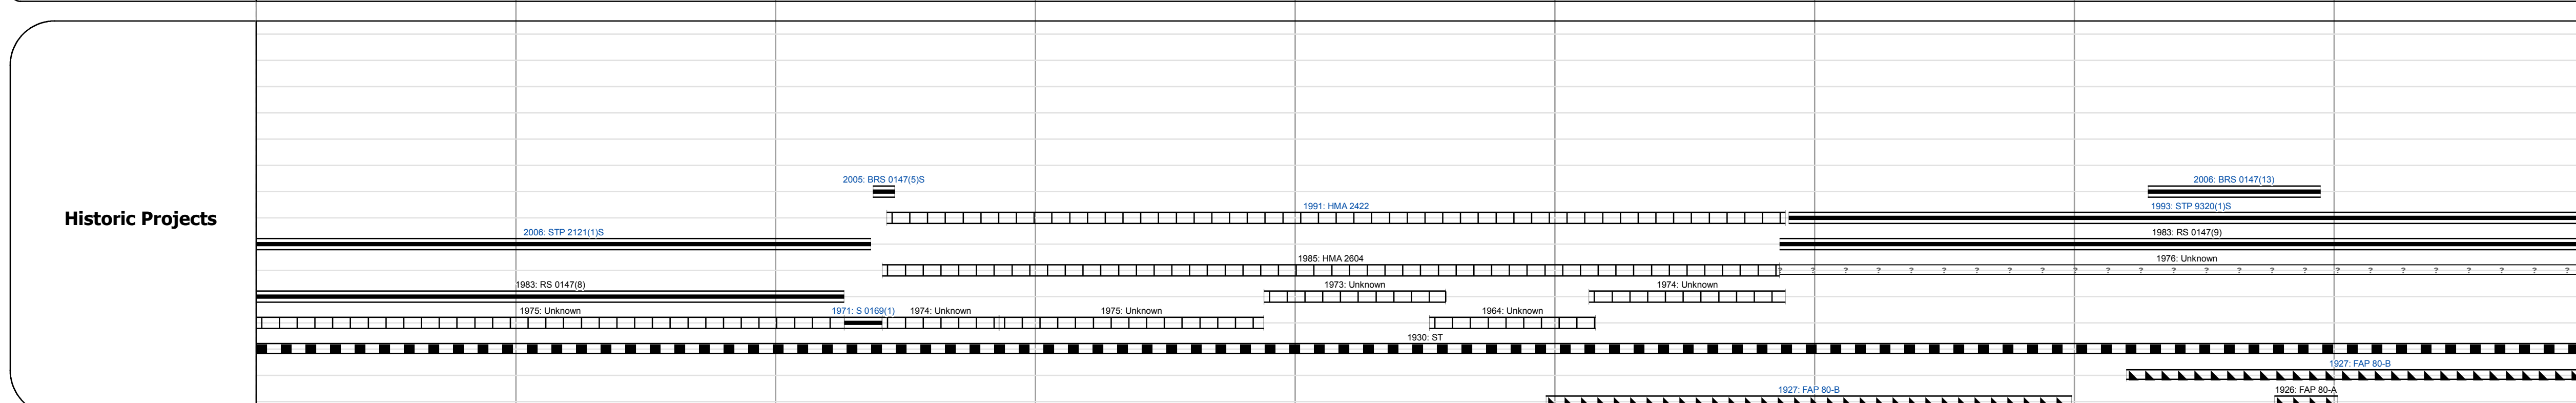 2005: BRS 0147(5)S
2006: BRS 0147(13)
1991: HMA 2422
1993: STP 9320(1)S
Historic Projects
2006: STP 2121(1)S
1983: RS 0147(9)
1985: HMA 2604
1976: Unknown
? ? ? ? ? ? ? ? ? ? ? ? ? ? ? ? ? ? ? ? ? ? ? ? ?
1983: RS 0147(8)
1973: Unknown
1974: Unknown
1975: Unknown
1971: S 0169(1)
1974: Unknown
1975: Unknown
1964: Unknown
1930: ST
1927: FAP 80-B
1927: FAP 80-B
1926: FAP 80-A